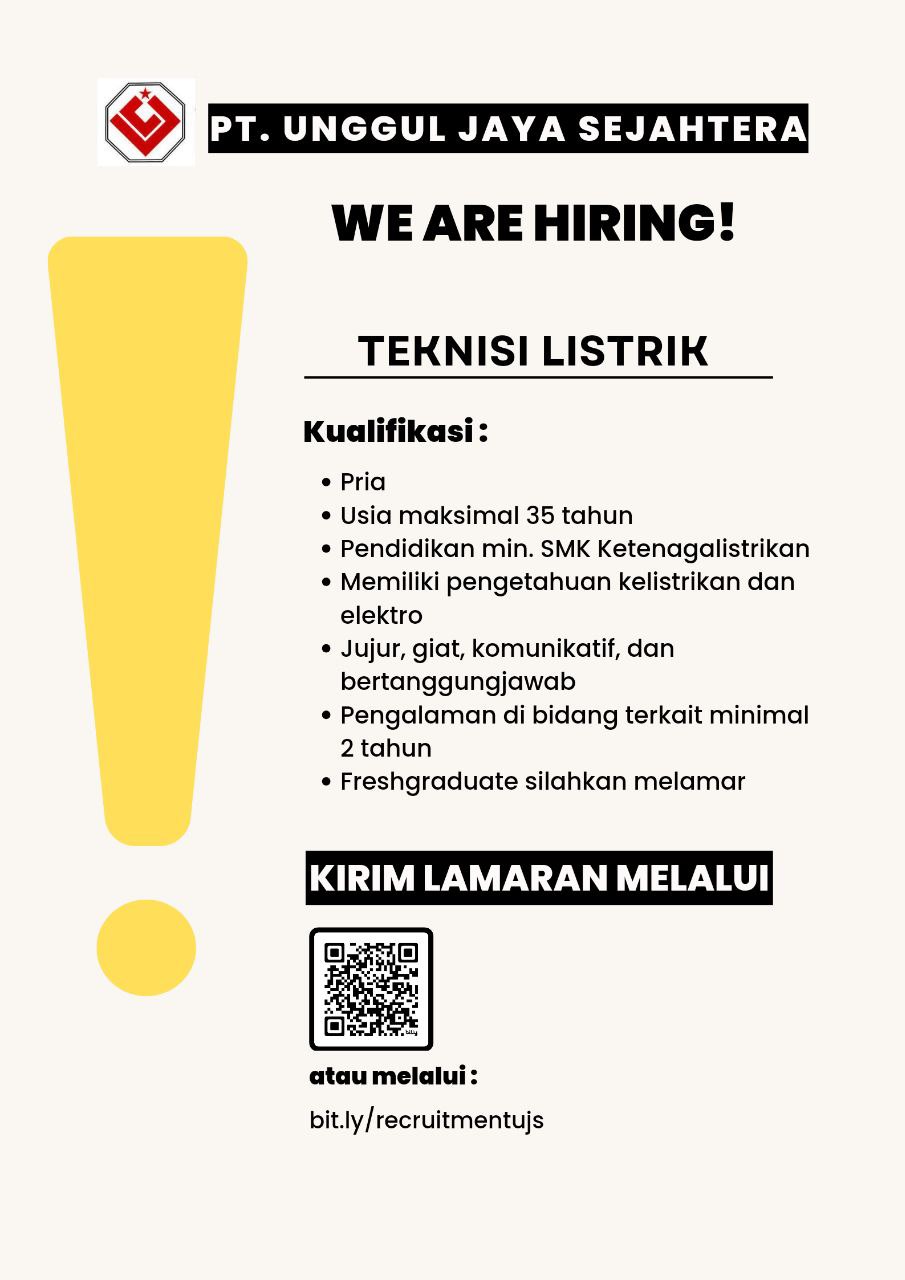 PT. UNGGUL JAYA SEJAHTERA
WE ARE HIRING!
TEKNISI LISTRIK
Kualifikasi :
• Pria
• Usia maksimal 35 tahun
• Pendidikan min. SMK Ketenagalistrikan
• Memiliki pengetahuan kelistrikan dan
elektro
• Jujur, giat, komunikatif, dan
bertanggungjawab
• Pengalaman di bidang terkait minimal
2 tahun
• Freshgraduate silahkan melamar
KIRIM LAMARAN MELALUI
atau melalui :
bit.ly/recruitmentujs